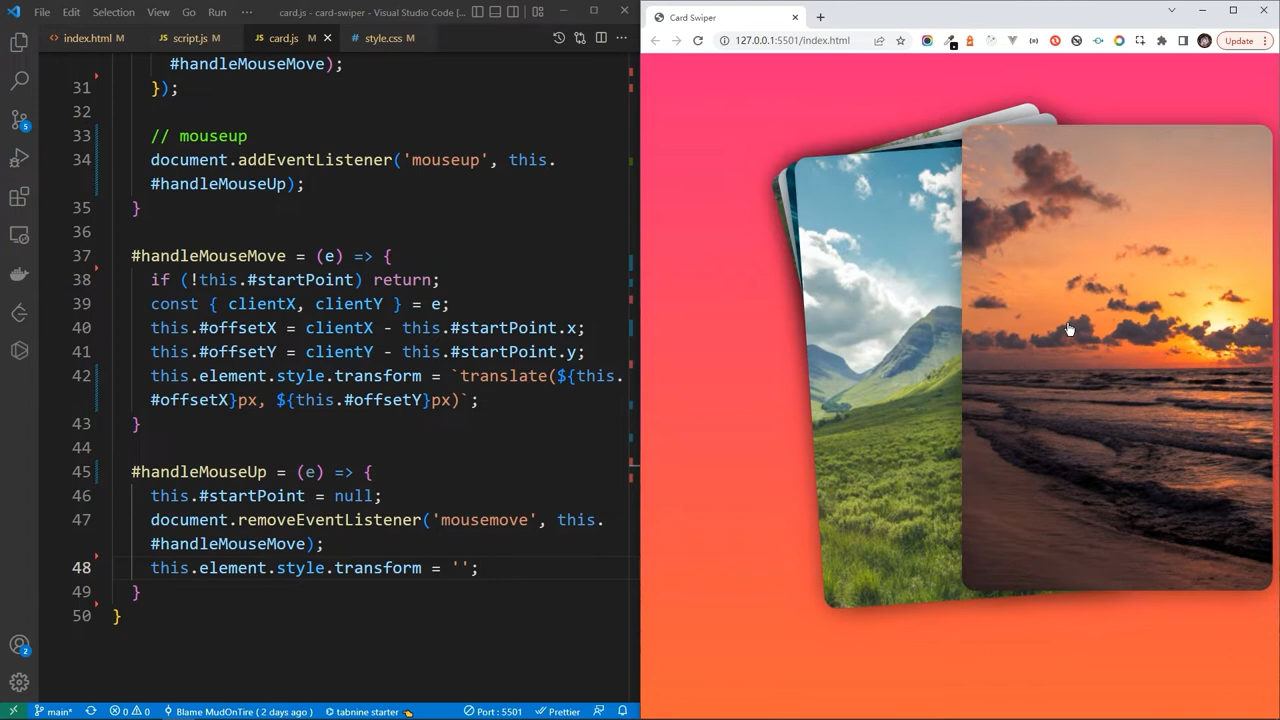 File Edit Selection View Go Run ··· card.js - card-swiper - Visual Studio Code [...
Card Swiper
index.html M script.js M card.js M style.css M
127.0.0.1:5501/index.html Update
#handleMouseMove);
31 });
32
33 // mouseup
34 document.addEventListener('mouseup', this.
#handleMouseUp);
35 }
36
37 #handleMouseMove = (e) => {
38 if (!this.#startPoint) return;
39 const { clientX, clientY } = e;
40 this.#offsetX = clientX - this.#startPoint.x;
41 this.#offsetY = clientY - this.#startPoint.y;
42 this.element.style.transform = `translate(${this.
#offsetX}px, ${this.#offsetY}px)`;
43 }
44
45 #handleMouseUp = (e) => {
46 this.#startPoint = null;
47 document.removeEventListener('mousemove', this.
#handleMouseMove);
48 this.element.style.transform = '';
49 }
50 }
5
2
main* 0 0 Blame MudOnTire ( 2 days ago ) tabnine starter Port : 5501 Prettier